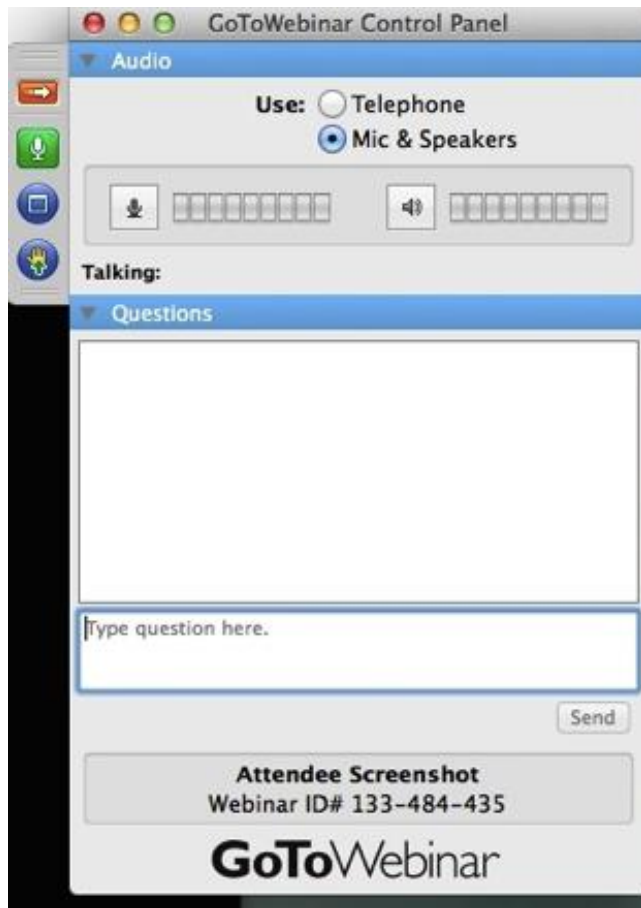 GoToWebinar Control Panel
Audio
Use: Telephone
Mic & Speakers
Talking:
Questions
Type question here.
Send
Attendee Screenshot
Webinar ID# 133-484-435
GoToWebinar